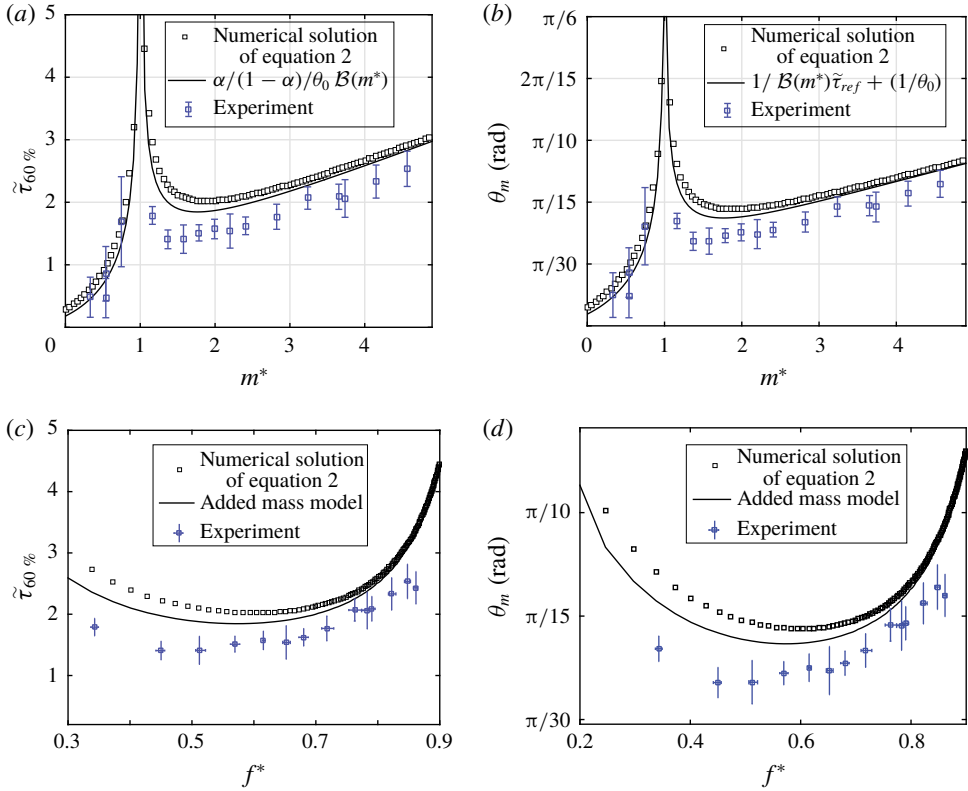 (a)
5
4
3
2
1
0 1 2 3 4
τ̃60 %
m*
Numerical solution
of equation 2
α/(1 − α)/θ0 B(m*)
Experiment
(b)
π/6
2π/15
π/10
π/15
π/30
0 1 2 3 4
θm (rad)
m*
Numerical solution
of equation 2
1/ B(m*)τ̃ref + (1/θ0)
Experiment
(c)
5
4
3
2
1
0.3 0.5 0.7 0.9
τ̃60 %
f*
Numerical solution
of equation 2
Added mass model
Experiment
(d)
π/10
π/15
π/30
0.2 0.4 0.6 0.8
θm (rad)
f*
Numerical solution
of equation 2
Added mass model
Experiment